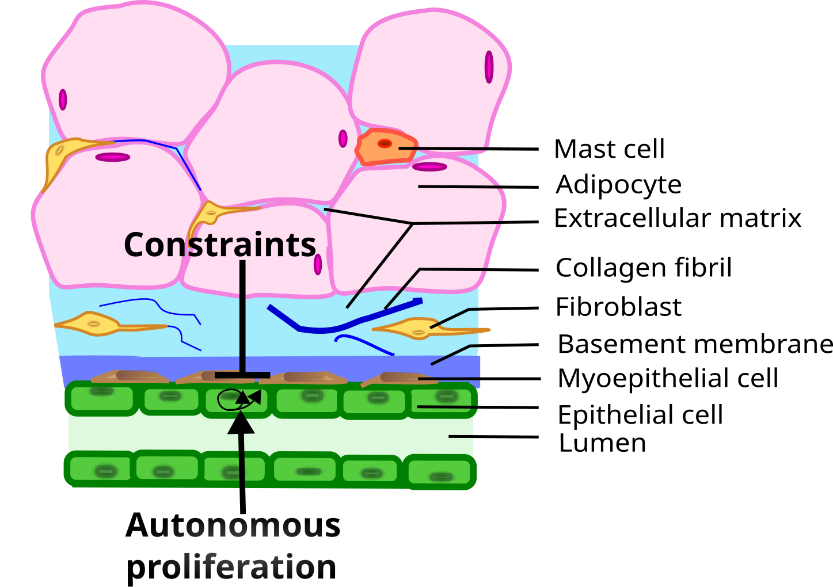 Mast cell
Adipocyte
Extracellular matrix
Constraints
Collagen fibril
Fibroblast
Basement membrane
Myoepithelial cell
Epithelial cell
Lumen
Autonomous
proliferation